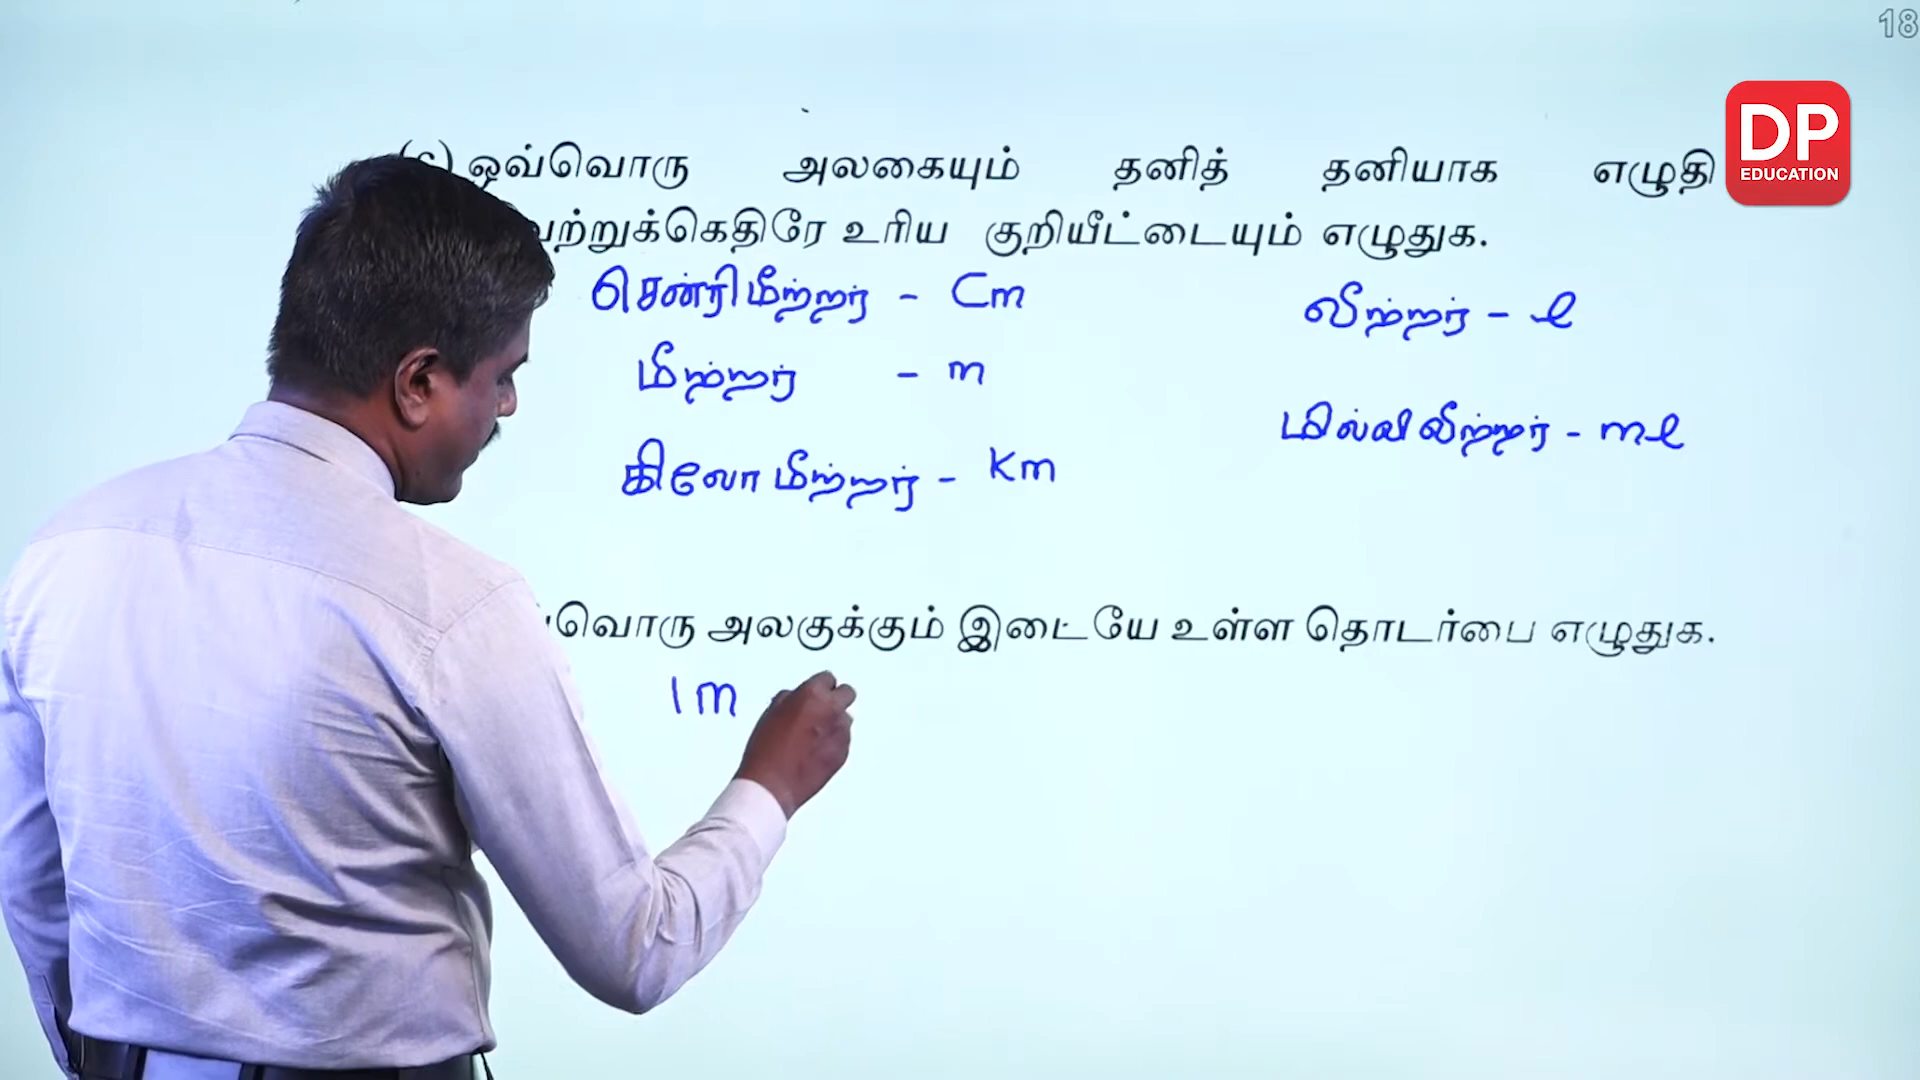 18
DP
EDUCATION
(c) ஒவ்வொரு அலகையும் தனித் தனியாக எழுதி
உரிய குறியீட்டையும் எழுதுக.
சென்ரிமீற்றர் - cm
மீற்றர் - m
கிலோமீற்றர் - km
லீற்றர் - l
மில்லிலீற்றர் - ml
அலகுக்கும் இடையே உள்ள தொடர்பை எழுதுக.
1m